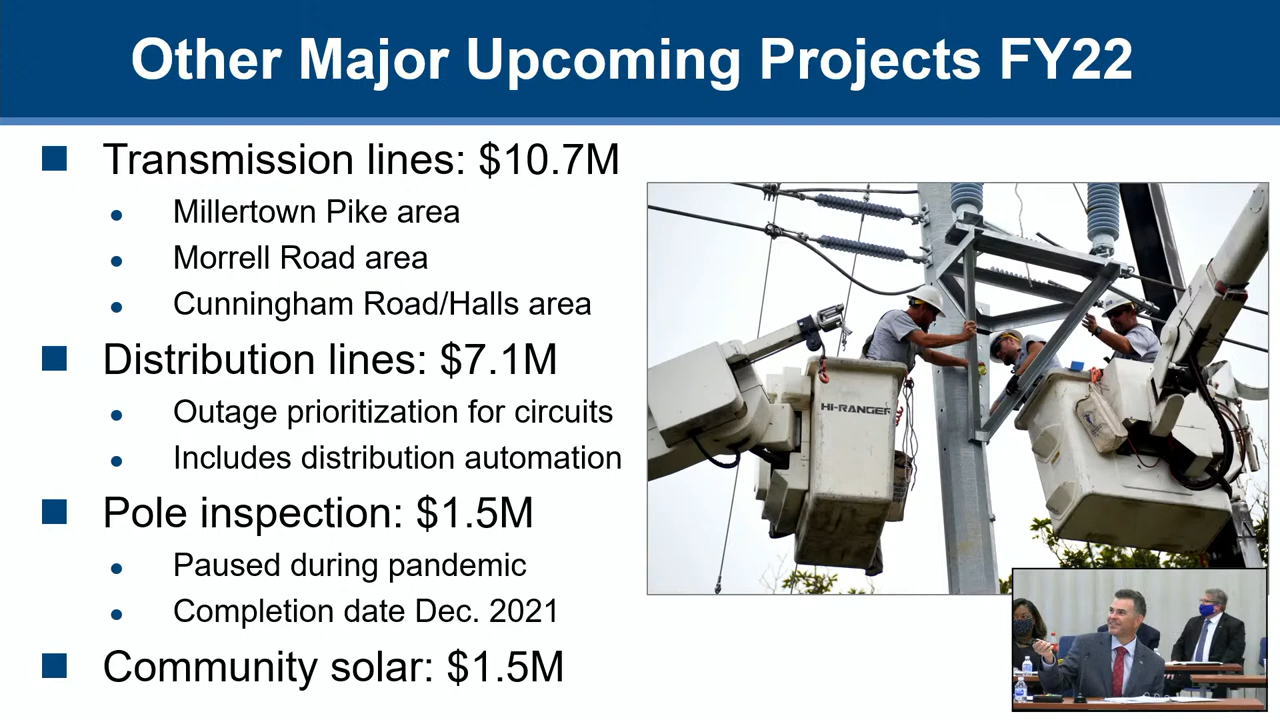 Other Major Upcoming Projects FY22
Transmission lines: $10.7M
Millertown Pike area
Morrell Road area
Cunningham Road/Halls area
Distribution lines: $7.1M
Outage prioritization for circuits
Includes distribution automation
Pole inspection: $1.5M
Paused during pandemic
Completion date Dec. 2021
Community solar: $1.5M
HI-RANGER